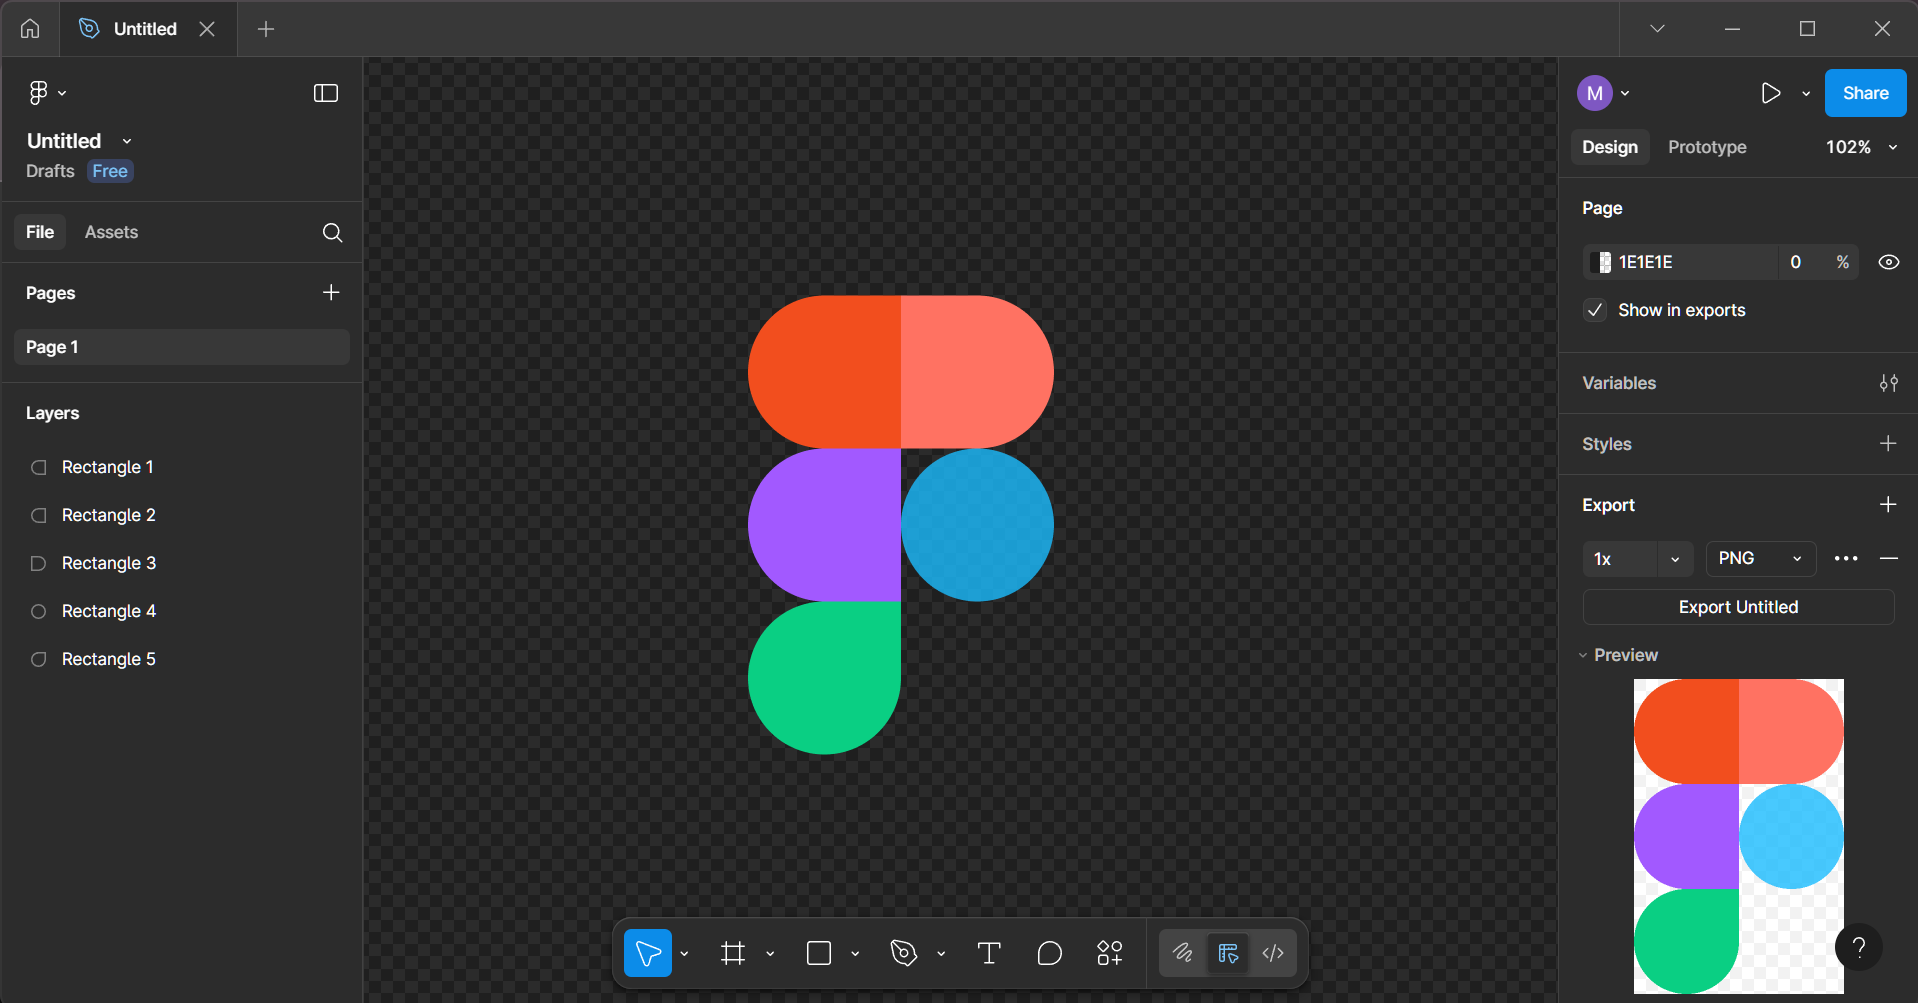 Untitled
Untitled
Drafts Free
File Assets
Pages
Page 1
Layers
Rectangle 1
Rectangle 2
Rectangle 3
Rectangle 4
Rectangle 5
M
Share
Design Prototype 102%
Page
1E1E1E 0 %
Show in exports
Variables
Styles
Export
1x PNG
Export Untitled
Preview
?